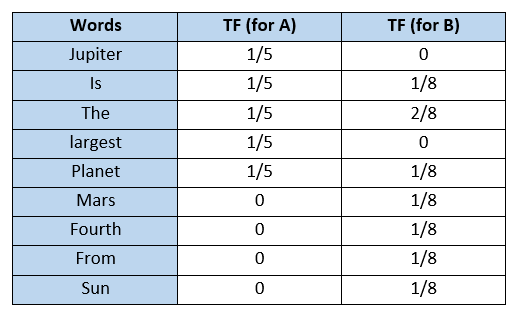 Words TF (for A) TF (for B)
Jupiter 1/5 0
Is 1/5 1/8
The 1/5 2/8
largest 1/5 0
Planet 1/5 1/8
Mars 0 1/8
Fourth 0 1/8
From 0 1/8
Sun 0 1/8